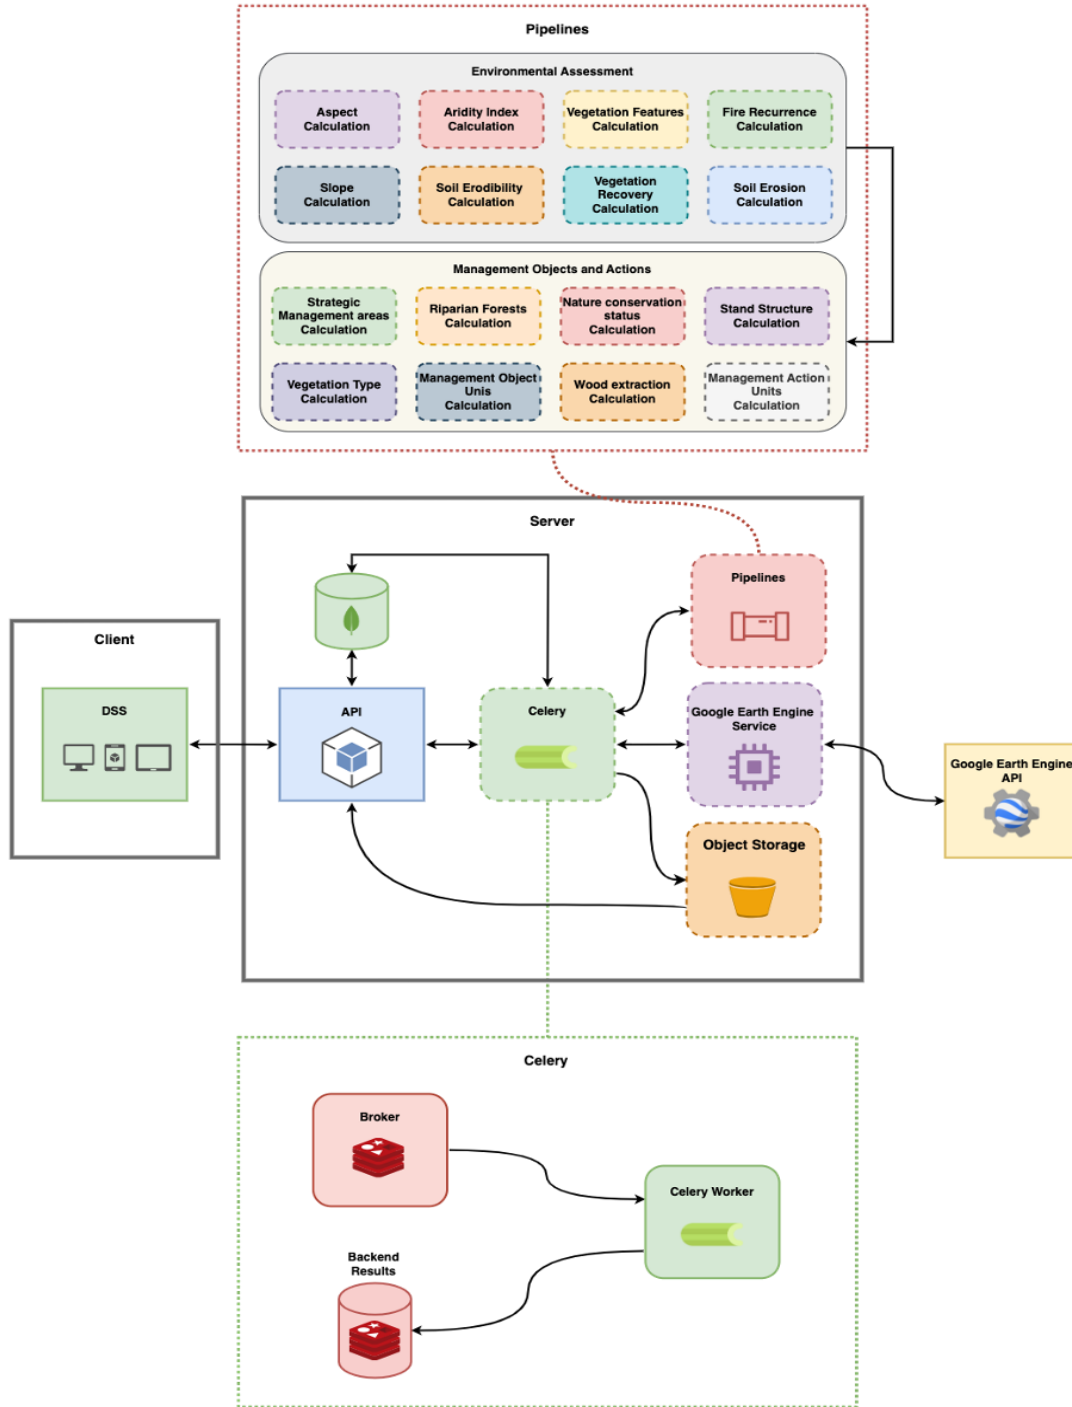 Pipelines
Environmental Assessment
Aspect
Calculation
Aridity Index
Calculation
Vegetation Features
Calculation
Fire Recurrence
Calculation
Slope
Calculation
Soil Erodibility
Calculation
Vegetation
Recovery
Calculation
Soil Erosion
Calculation
Management Objects and Actions
Strategic
Management areas
Calculation
Riparian Forests
Calculation
Nature conservation
status
Calculation
Stand Structure
Calculation
Vegetation Type
Calculation
Management Object
Unis
Calculation
Wood extraction
Calculation
Management Action
Units
Calculation
Server
Pipelines
Client
DSS
API
Celery
Google Earth Engine
Service
Google Earth Engine
API
Object Storage
Celery
Broker
Celery Worker
Backend
Results